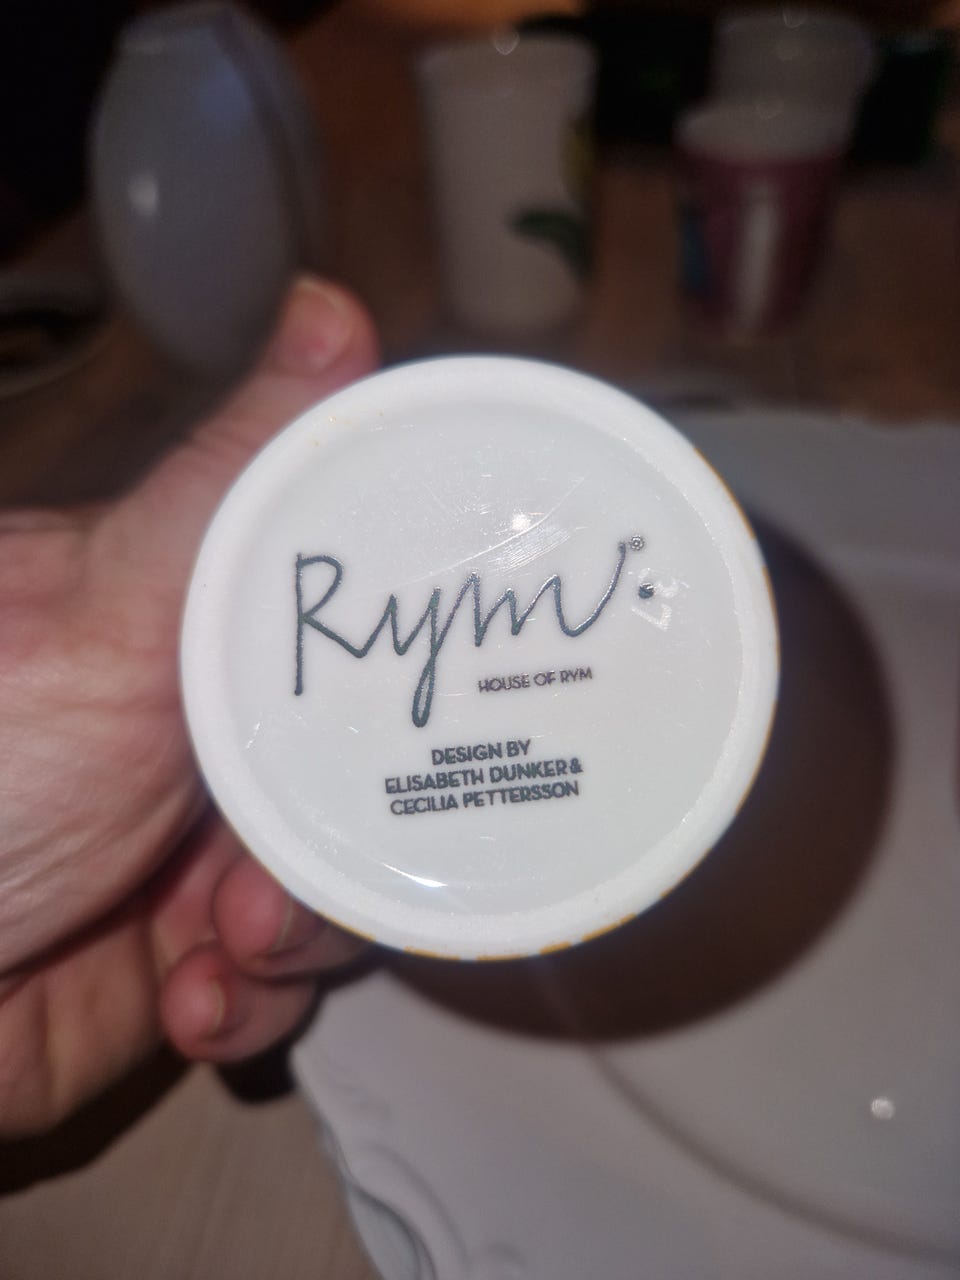 Rym®
HOUSE OF RYM
DESIGN BY
ELISABETH DUNKER &
CECILIA PETTERSSON